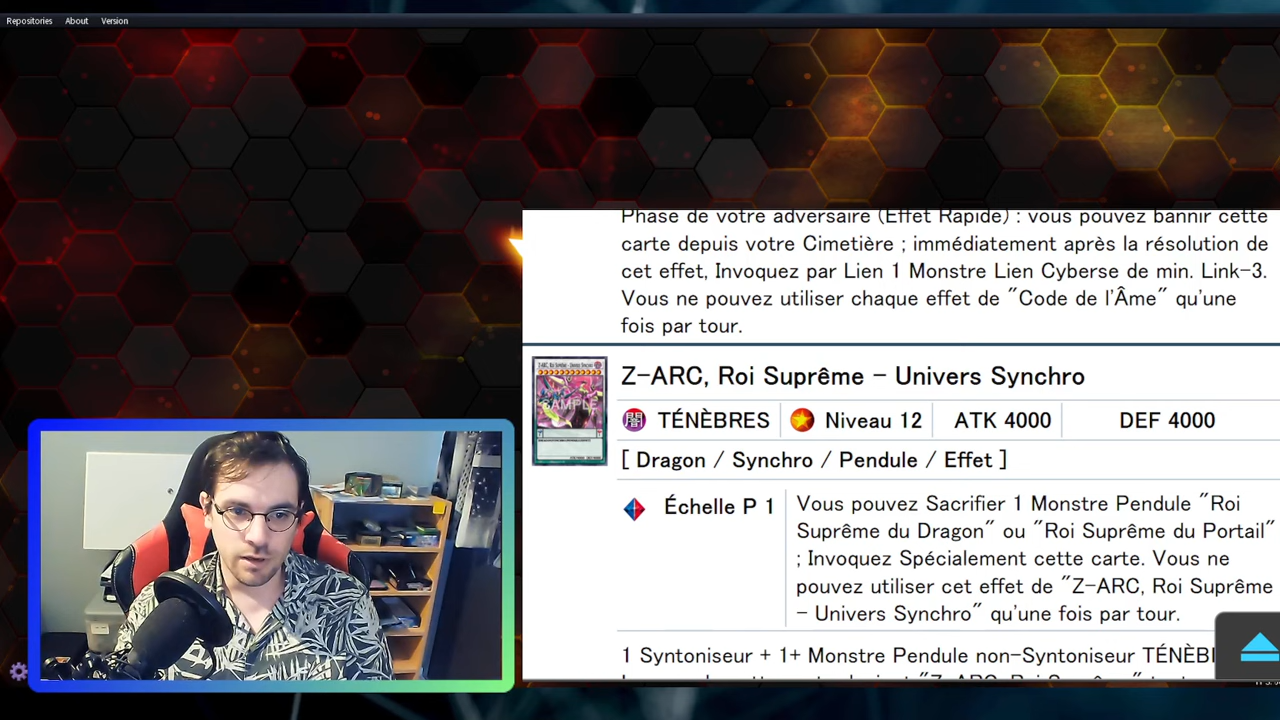 Repositories About Version
Phase de votre adversaire (Effet Rapide) : vous pouvez bannir cette
carte depuis votre Cimetière ; immédiatement après la résolution de
cet effet, Invoquez par Lien 1 Monstre Lien Cyberse de min. Link-3.
Vous ne pouvez utiliser chaque effet de "Code de l'Âme" qu'une
fois par tour.
Z-ARC, Roi Suprême - Univers Synchro
闇 TÉNÈBRES Niveau 12 ATK 4000 DEF 4000
[ Dragon / Synchro / Pendule / Effet ]
Échelle P 1
Vous pouvez Sacrifier 1 Monstre Pendule "Roi
Suprême du Dragon" ou "Roi Suprême du Portail"
; Invoquez Spécialement cette carte. Vous ne
pouvez utiliser cet effet de "Z-ARC, Roi Suprême
- Univers Synchro" qu'une fois par tour.
1 Syntoniseur + 1+ Monstre Pendule non-Syntoniseur TÉNÈB